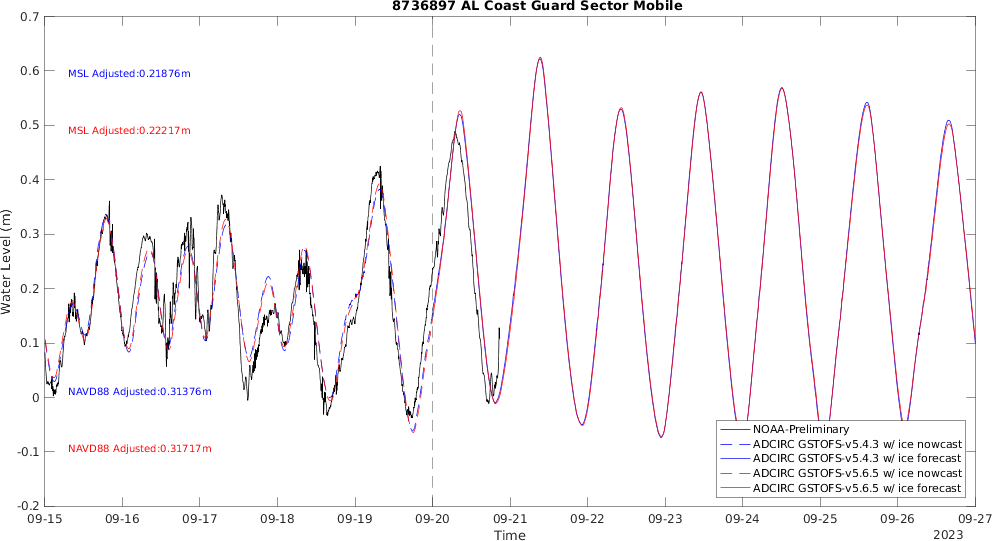 8736897 AL Coast Guard Sector Mobile
0.7
0.6
0.5
0.4
0.3
0.2
0.1
0
-0.1
-0.2
Water Level (m)
MSL Adjusted:0.21876m
MSL Adjusted:0.22217m
NAVD88 Adjusted:0.31376m
NAVD88 Adjusted:0.31717m
NOAA-Preliminary
ADCIRC GSTOFS-v5.4.3 w/ ice nowcast
ADCIRC GSTOFS-v5.4.3 w/ ice forecast
ADCIRC GSTOFS-v5.6.5 w/ ice nowcast
ADCIRC GSTOFS-v5.6.5 w/ ice forecast
09-15 09-16 09-17 09-18 09-19 09-20 09-21 09-22 09-23 09-24 09-25 09-26 09-27
Time
2023